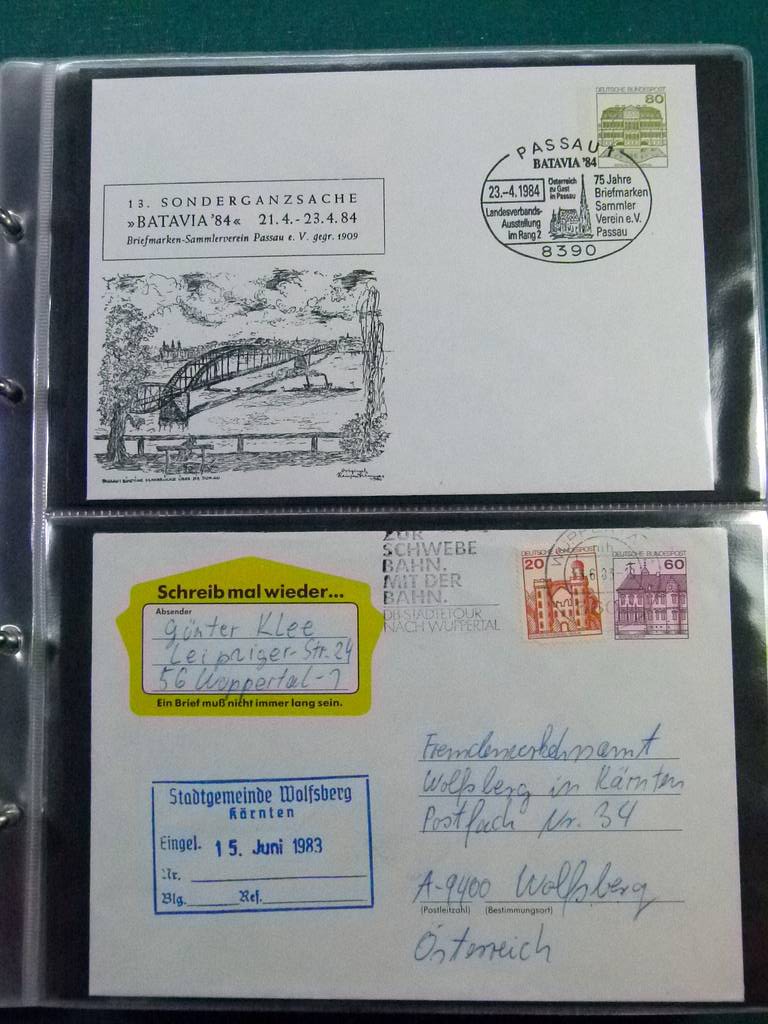 DEUTSCHE BUNDESPOST
80
PASSAU 1
BATAVIA '84
23.-4.1984
Österreich
zu Gast
in Passau
75 Jahre
Briefmarken
Sammler
Verein e.V.
Passau
Landesverbands-
Ausstellung
im Rang 2
8390
13. SONDERGANZSACHE
»BATAVIA '84« 21.4.- 23.4.84
Briefmarken-Sammlerverein Passau e. V. gegr. 1909
Original
ZUR
SCHWEBE
BAHN.
MIT DER
BAHN.
DB-STÄDTETOUR
NACH WUPPERTAL
DEUTSCHE BUNDESPOST
20
DEUTSCHE BUNDESPOST
60
Schreib mal wieder...
Absender
Günter Klee
Leipziger-Str. 24
56 Wuppertal-1
Ein Brief muß nicht immer lang sein.
Fremdenverkehrsamt
Wolfsberg in Kärnten
Postfach Nr. 34
A-9400 Wolfsberg
(Postleitzahl) (Bestimmungsort)
Österreich
Stadtgemeinde Wolfsberg
Kärnten
Eingel. 15. Juni 1983
Nr.
Blg. Ref.